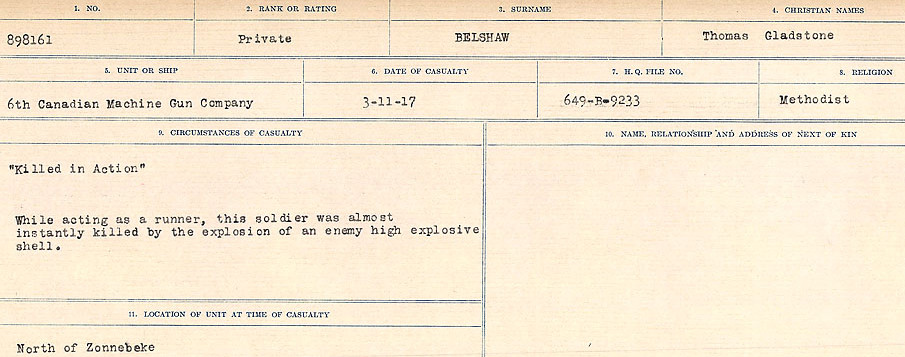 1. NO. 2. RANK OR RATING 3. SURNAME 4. CHRISTIAN NAMES
898161 Private BELSHAW Thomas Gladstone
5. UNIT OR SHIP 6. DATE OF CASUALTY 7. H.Q. FILE NO. 8. RELIGION
6th Canadian Machine Gun Company 3-11-17 649-B-9233 Methodist
9. CIRCUMSTANCES OF CASUALTY 10. NAME, RELATIONSHIP AND ADDRESS OF NEXT OF KIN
"Killed in Action"
While acting as a runner, this soldier was almost
instantly killed by the explosion of an enemy high explosive
shell.
11. LOCATION OF UNIT AT TIME OF CASUALTY
North of Zonnebeke